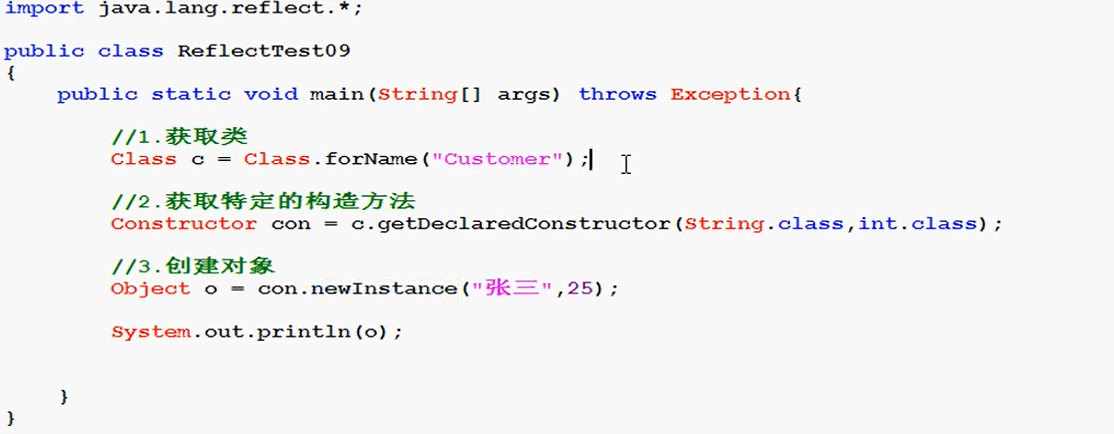 import java.lang.reflect.*;
public class ReflectTest09
{
public static void main(String[] args) throws Exception{
//1.获取类
Class c = Class.forName("Customer");
//2.获取特定的构造方法
Constructor con = c.getDeclaredConstructor(String.class,int.class);
//3.创建对象
Object o = con.newInstance("张三",25);
System.out.println(o);
}
}